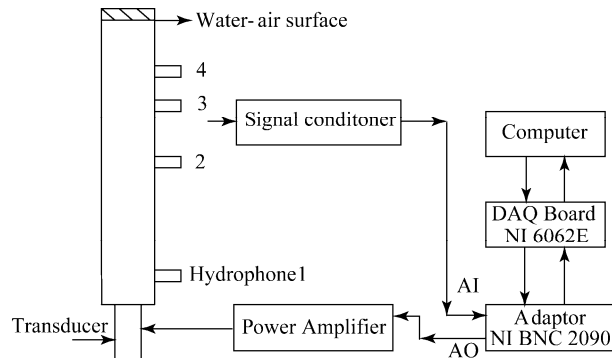 Water-air surface
4
3
Signal conditoner
Computer
2
DAQ Board
NI 6062E
Hydrophone1
AI
Transducer
Power Amplifier
Adaptor
NI BNC 2090
AO